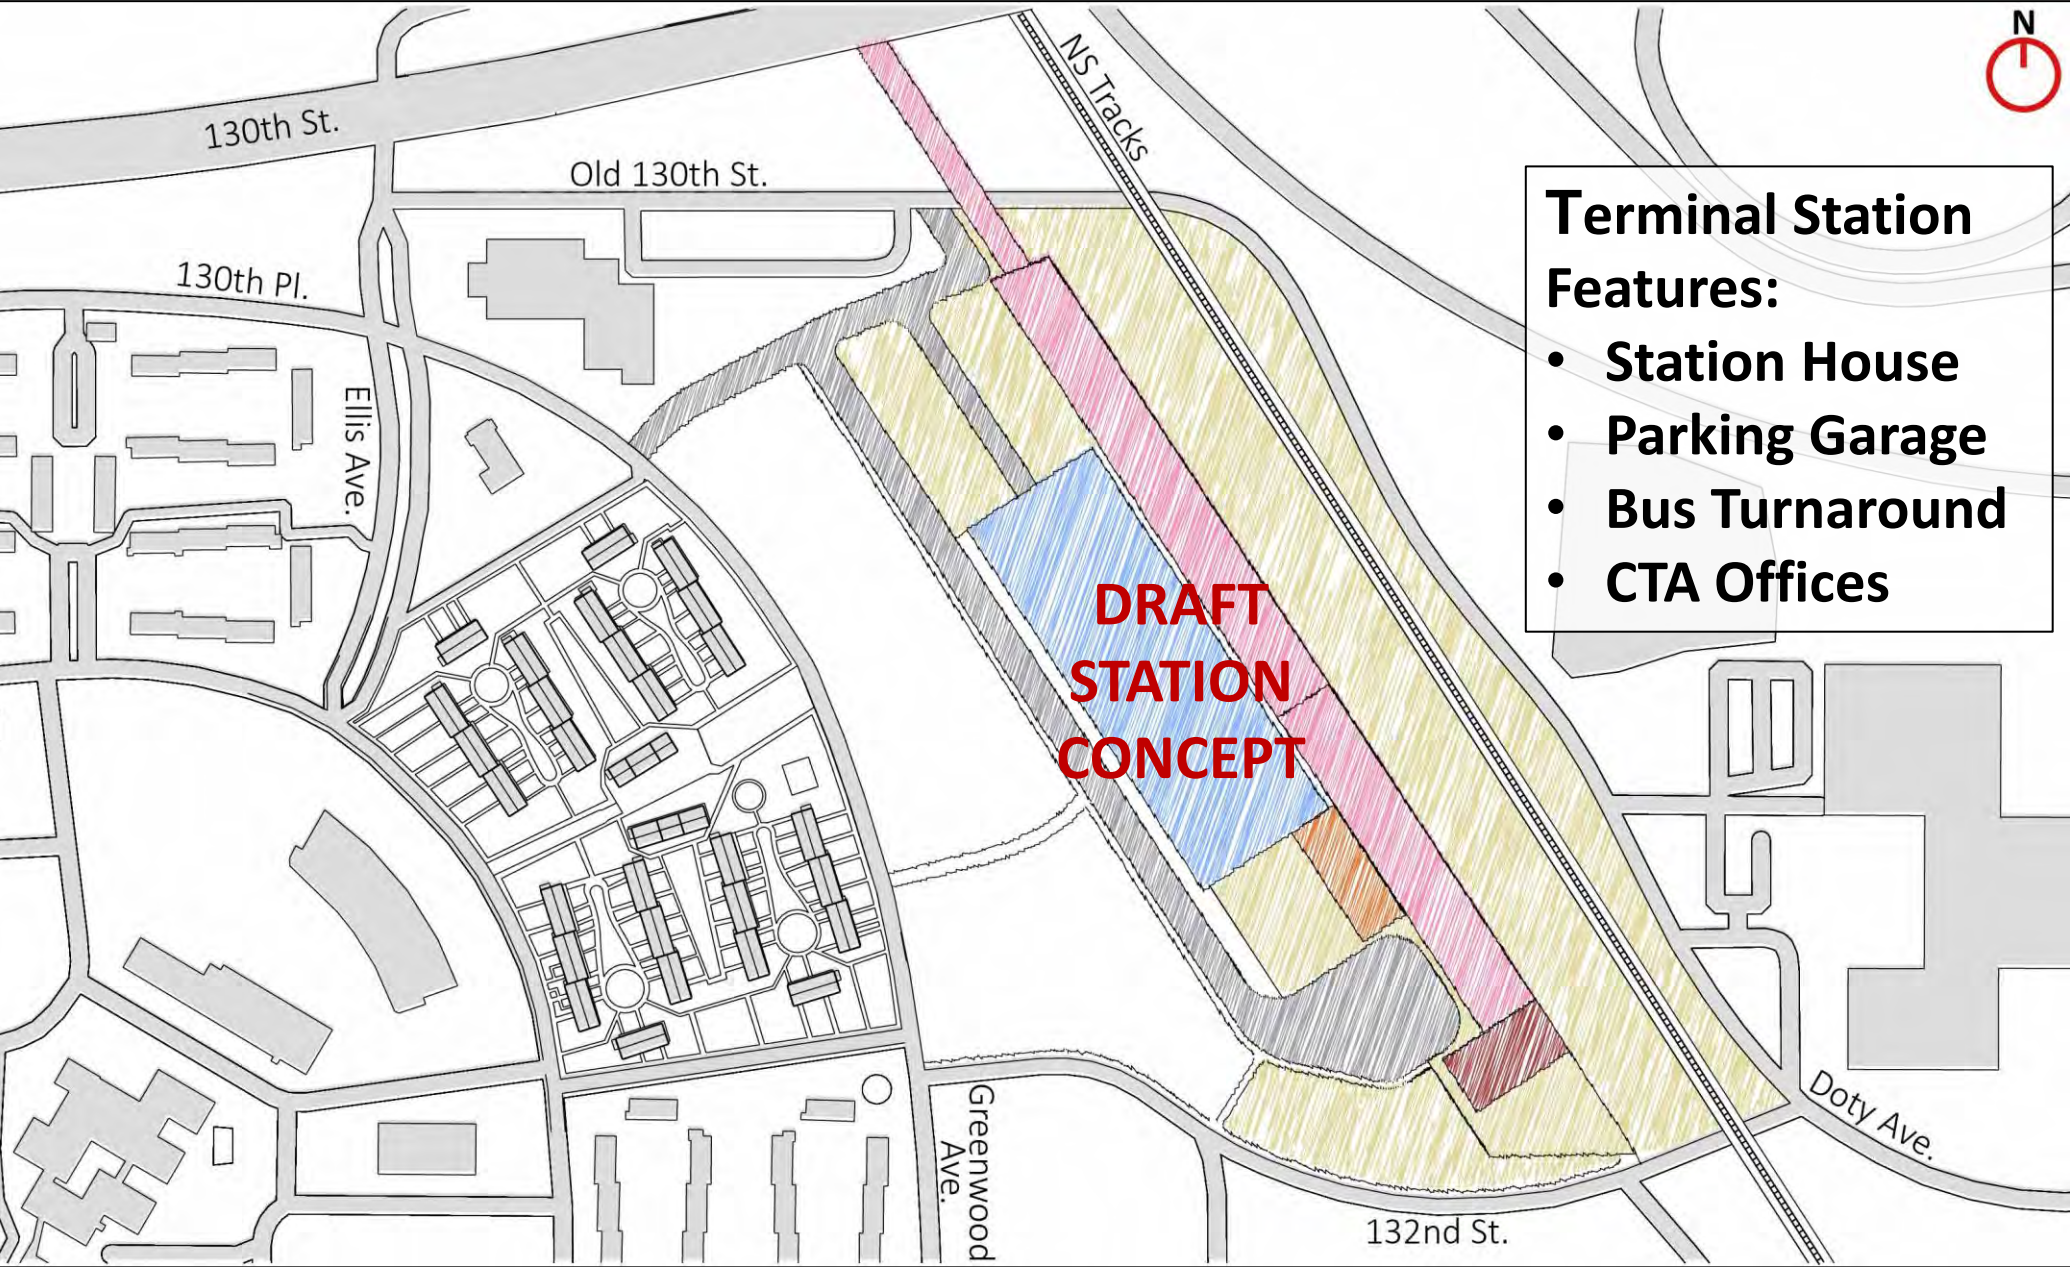 N
NS Tracks
130th St.
Old 130th St.
130th Pl.
Ellis Ave.
Terminal Station
Features:
• Station House
• Parking Garage
• Bus Turnaround
• CTA Offices
DRAFT
STATION
CONCEPT
Greenwood
Ave.
Doty Ave.
132nd St.